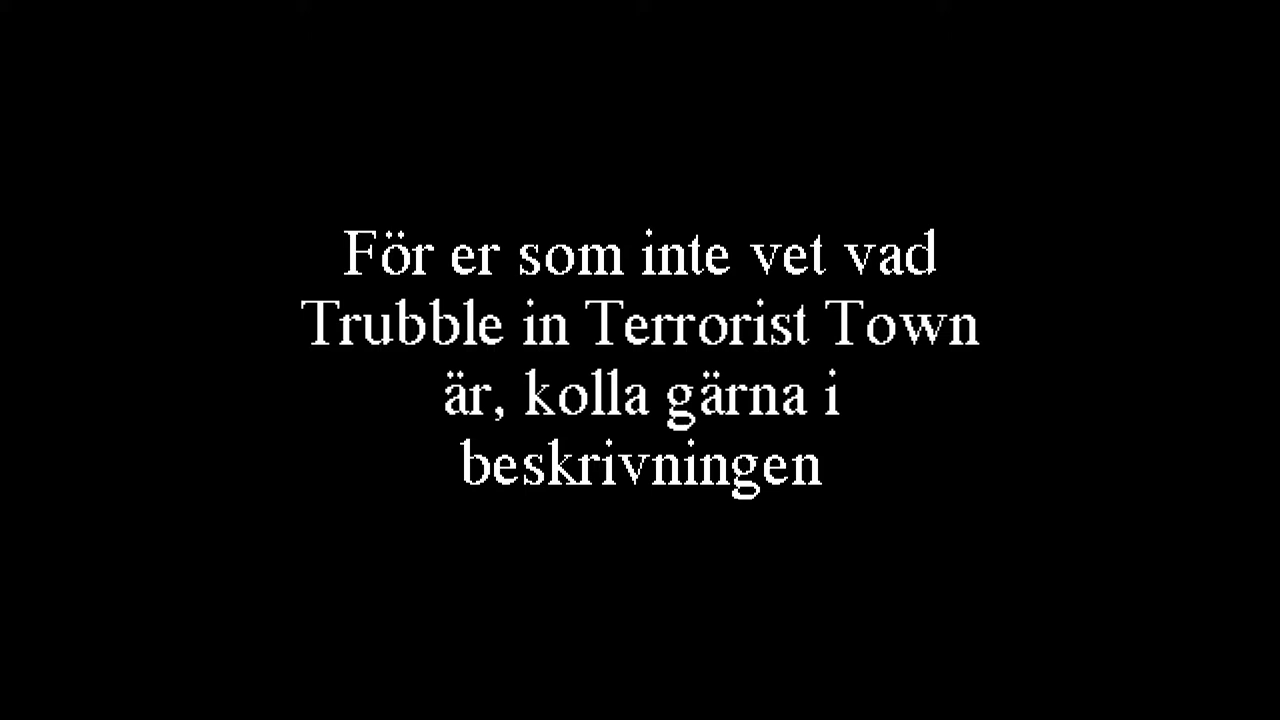 För er som inte vet vad
Trubble in Terrorist Town
är, kolla gärna i
beskrivningen